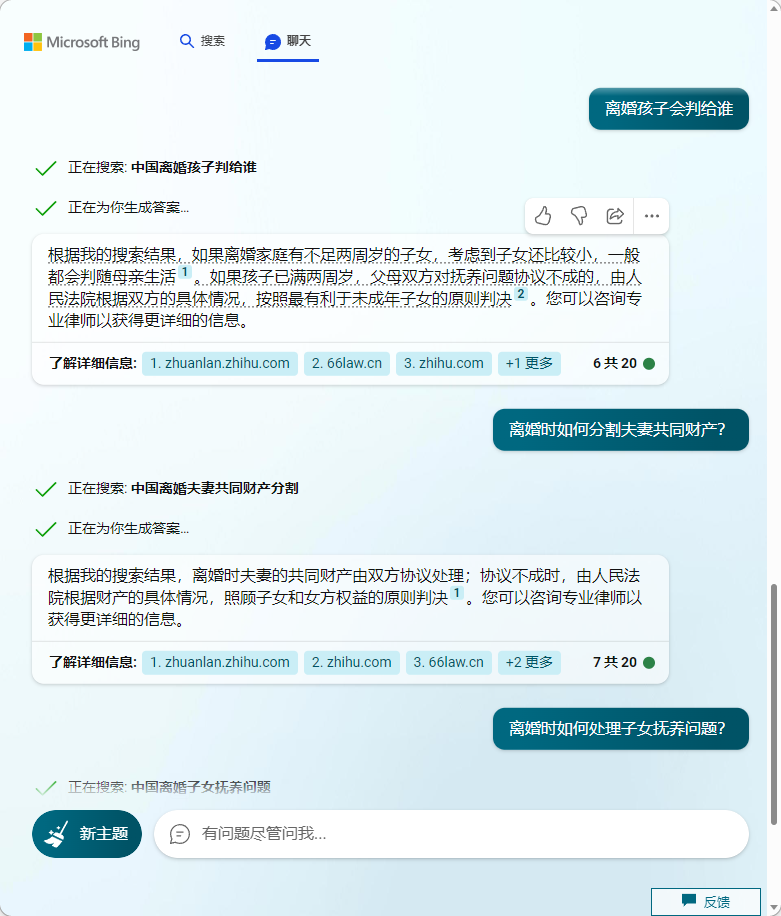 Microsoft Bing
搜索
聊天
离婚孩子会判给谁
正在搜索: 中国离婚孩子判给谁
正在为你生成答案...
根据我的搜索结果，如果离婚家庭有不足两周岁的子女，考虑到子女还比较小，一般
都会判随母亲生活 1 。如果孩子已满两周岁，父母双方对抚养问题协议不成的，由人
民法院根据双方的具体情况，按照最有利于未成年子女的原则判决 2 。您可以咨询专
业律师以获得更详细的信息。
了解详细信息: 1. zhuanlan.zhihu.com 2. 66law.cn 3. zhihu.com +1 更多 6 共 20
离婚时如何分割夫妻共同财产？
正在搜索: 中国离婚夫妻共同财产分割
正在为你生成答案...
根据我的搜索结果，离婚时夫妻的共同财产由双方协议处理；协议不成时，由人民法
院根据财产的具体情况，照顾子女和女方权益的原则判决 1 。您可以咨询专业律师以
获得更详细的信息。
了解详细信息: 1. zhuanlan.zhihu.com 2. zhihu.com 3. 66law.cn +2 更多 7 共 20
离婚时如何处理子女抚养问题？
正在搜索: 中国离婚子女抚养问题
新主题
有问题尽管问我...
反馈